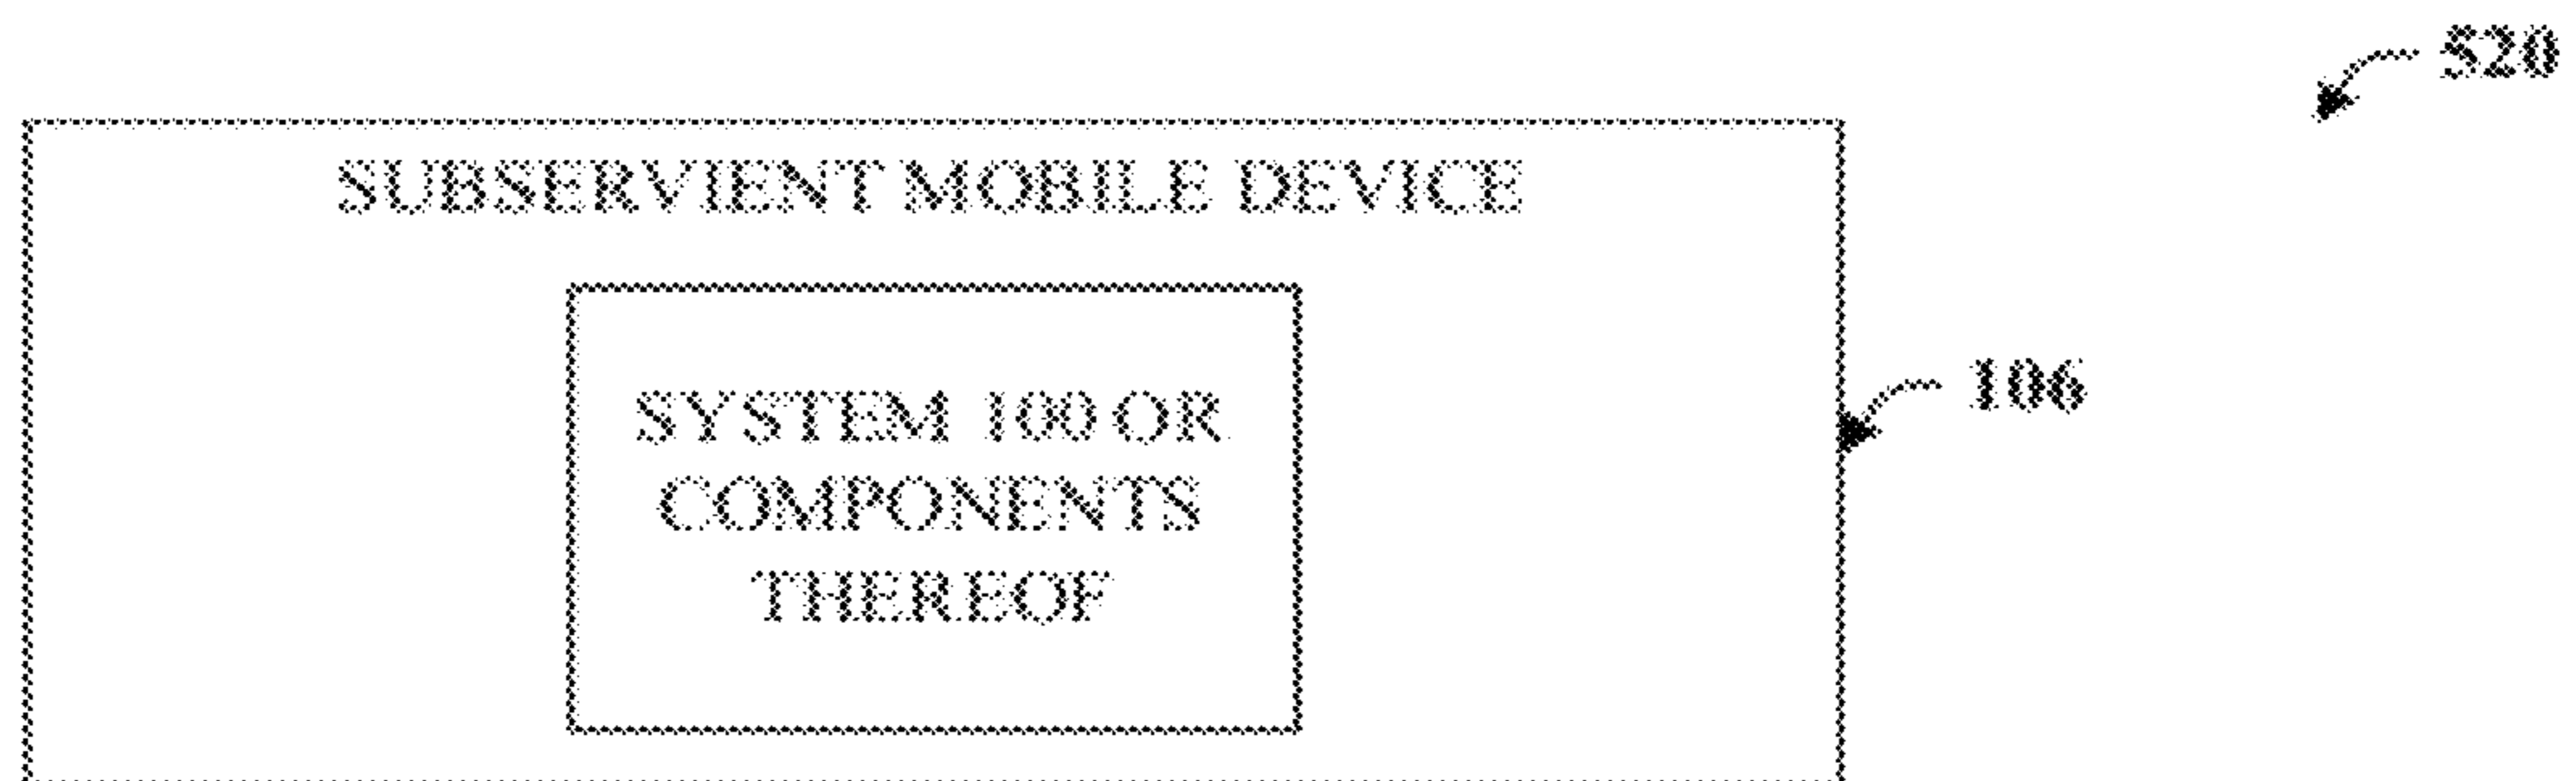 520
SUBSERVIENT MOBILE DEVICE
106
SYSTEM 100 OR
COMPONENTS
THEREOF